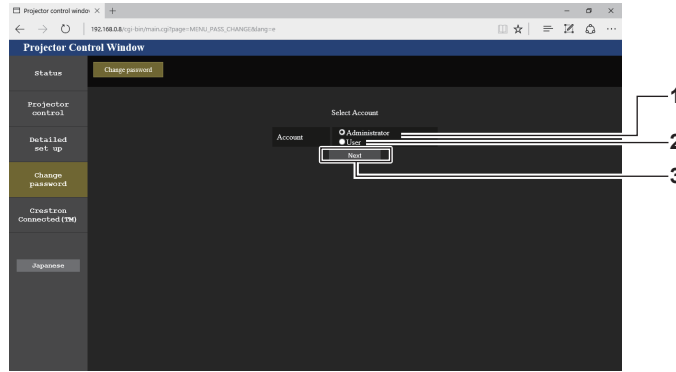 Projector control windov
192.168.0.8/cgi-bin/main.cgi?page=MENU_PASS_CHANGE&lang=e
Projector Control Window
Status
Change password
Projector
control
Select Account
1
Account
Administrator
User
2
Detailed
set up
Next
3
Change
password
Crestron
Connected(TM)
Japanese